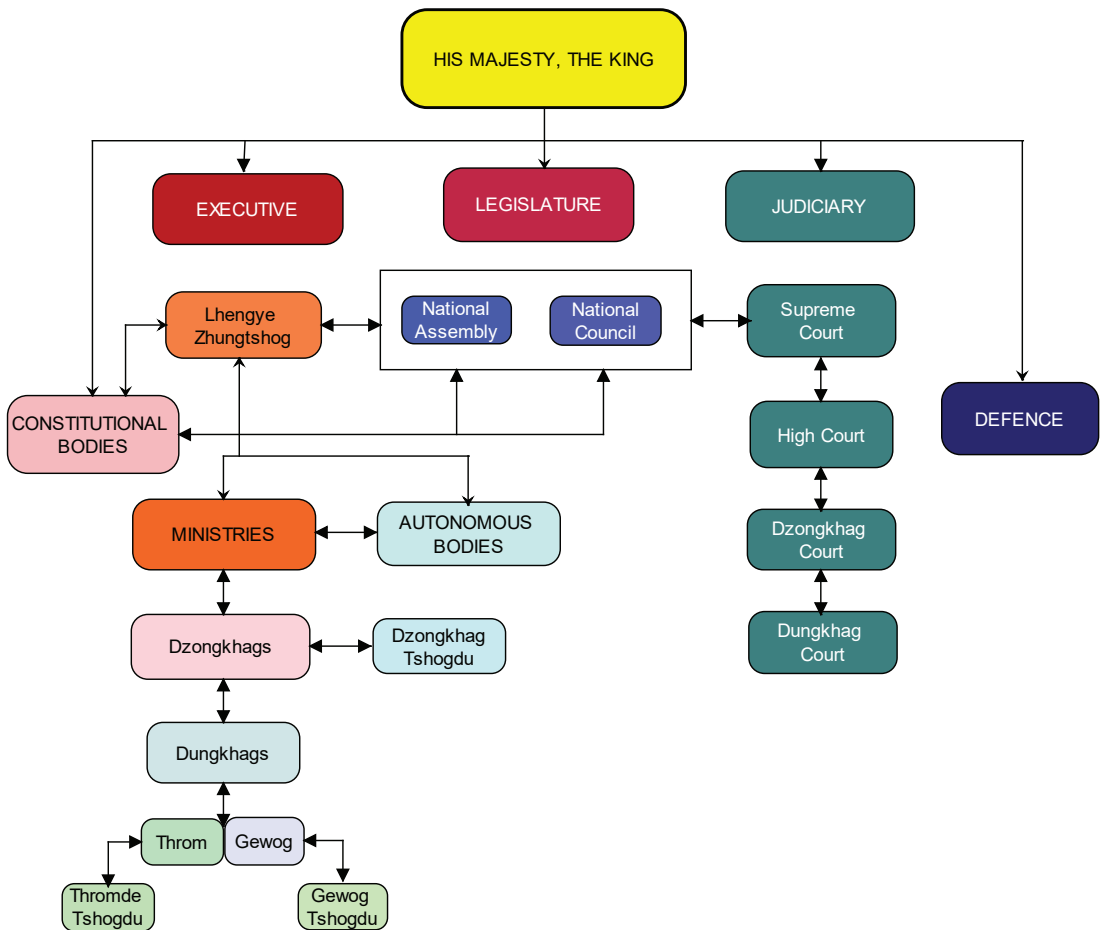 HIS MAJESTY, THE KING
EXECUTIVE
LEGISLATURE
JUDICIARY
Lhengye
Zhungtshog
National
Assembly
National
Council
Supreme
Court
CONSTITUTIONAL
BODIES
High Court
DEFENCE
MINISTRIES
AUTONOMOUS
BODIES
Dzongkhag
Court
Dzongkhags
Dzongkhag
Tshogdu
Dungkhag
Court
Dungkhags
Throm
Gewog
Thromde
Tshogdu
Gewog
Tshogdu